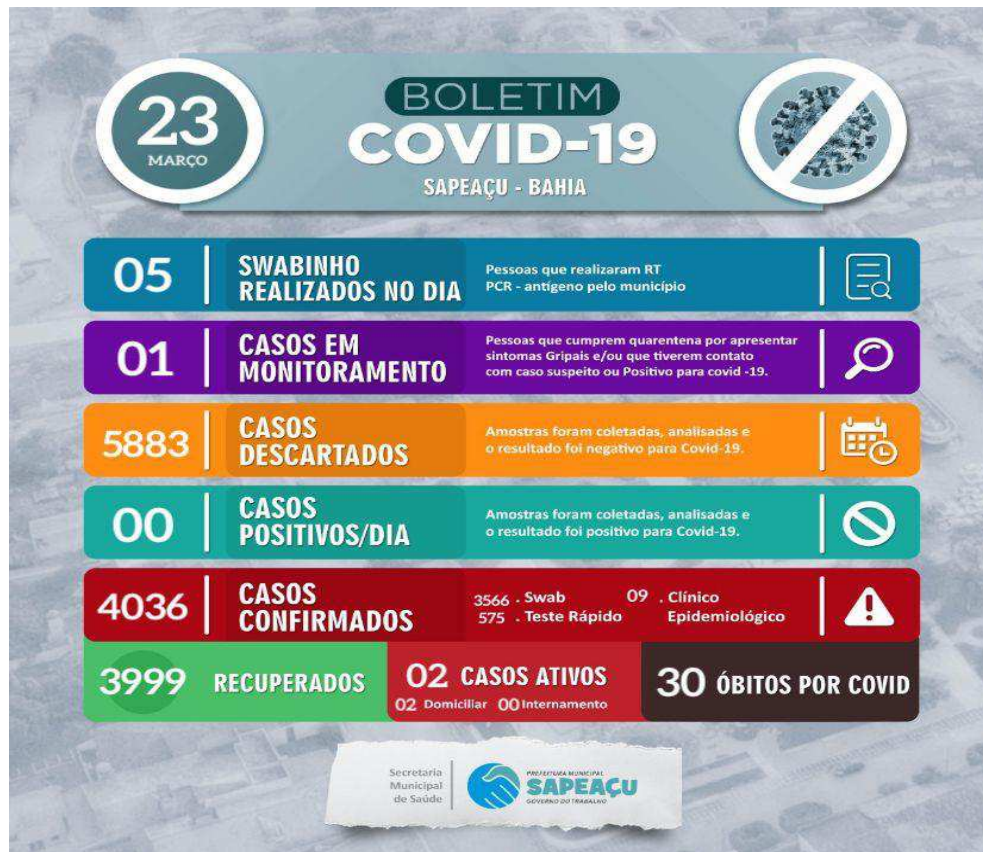 23
MARÇO
BOLETIM
COVID-19
SAPEAÇU - BAHIA
05
SWABINHO
REALIZADOS NO DIA
Pessoas que realizaram RT
PCR - antígeno pelo município
01
CASOS EM
MONITORAMENTO
Pessoas que cumprem quarentena por apresentar
sintomas Gripais e/ou que tiverem contato
com caso suspeito ou Positivo para covid -19.
5883
CASOS
DESCARTADOS
Amostras foram coletadas, analisadas e
o resultado foi negativo para Covid-19.
00
CASOS
POSITIVOS/DIA
Amostras foram coletadas, analisadas e
o resultado foi positivo para Covid-19.
4036
CASOS
CONFIRMADOS
3566 . Swab
575 . Teste Rápido
09 . Clínico
Epidemiológico
3999 RECUPERADOS
02 CASOS ATIVOS
02 Domiciliar 00 Internamento
30 ÓBITOS POR COVID
Secretaria
Municipal
de Saúde
PREFEITURA MUNICIPAL
SAPEAÇU
GOVERNO DO TRABALHO